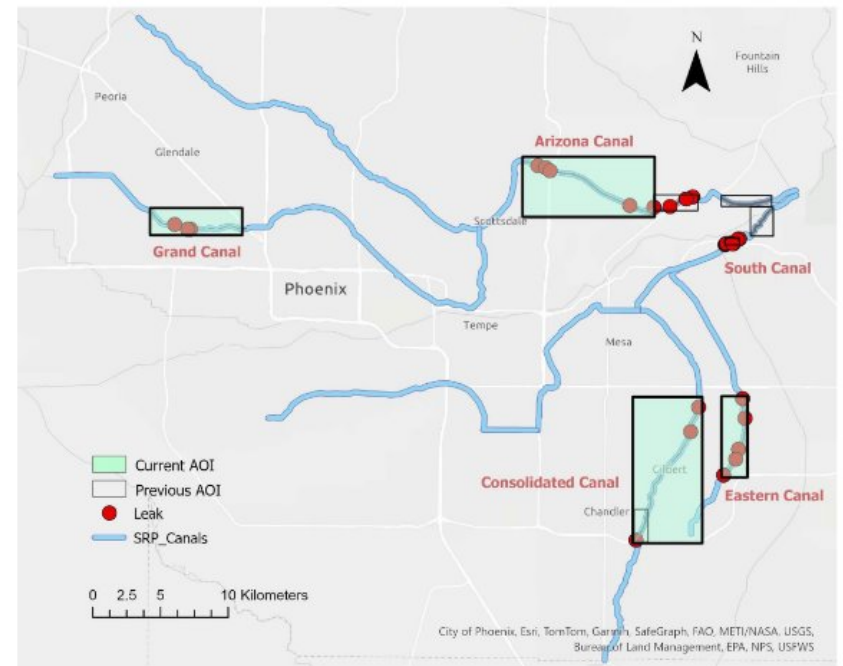 N
Fountain
Hills
Peoria
Arizona Canal
Glendale
Scottsdale
Grand Canal
South Canal
Phoenix
Tempe
Mesa
Current AOI
Previous AOI
Leak
SRP_Canals
Consolidated Canal
Gilbert
Eastern Canal
Chandler
0 2.5 5 10 Kilometers
City of Phoenix, Esri, TomTom, Garmin, SafeGraph, FAO, METI/NASA. USGS,
Bureau of Land Management, EPA, NPS, USFWS